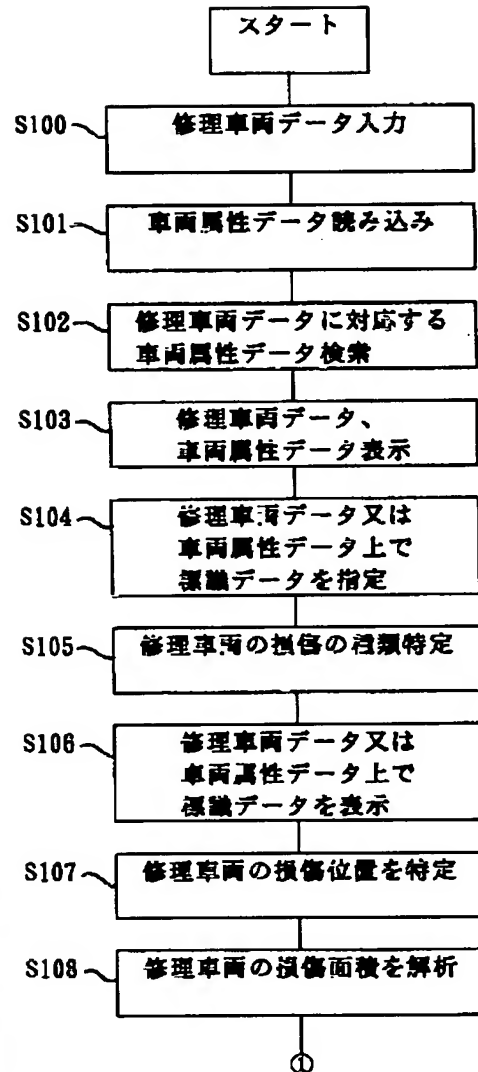 スタート
S100
修理車両データ入力
S101
車両属性データ読み込み
S102
修理車両データに対応する
車両属性データ検索
S103
修理車両データ、
車両属性データ表示
S104
修理車両データ又は
車両属性データ上で
標識データを指定
S105
修理車両の損傷の種類特定
S106
修理車両データ又は
車両属性データ上で
標識データを表示
S107
修理車両の損傷位置を特定
S108
修理車両の損傷面積を解析
①